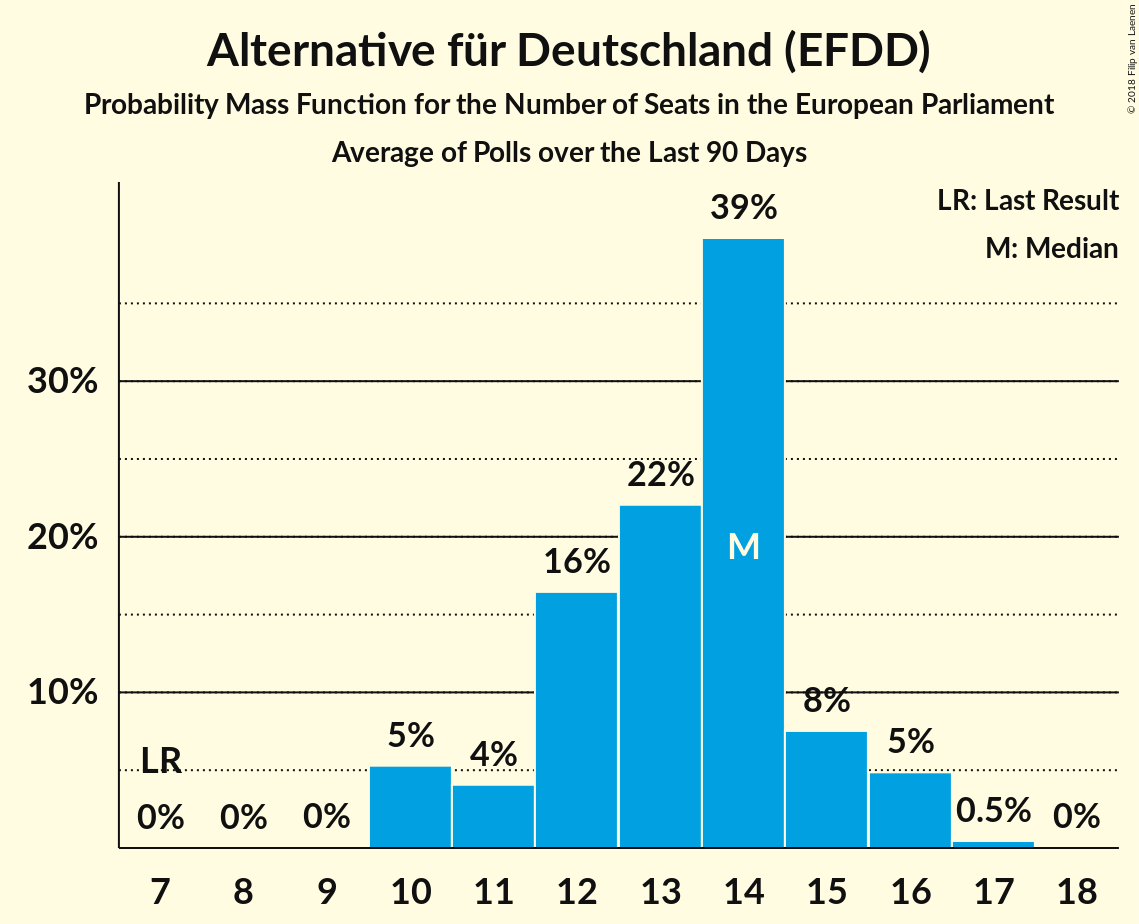 Alternative für Deutschland (EFDD)
Probability Mass Function for the Number of Seats in the European Parliament
Average of Polls over the Last 90 Days
© 2018 Filip van Laenen
LR: Last Result
M: Median
39%
30%
22%
20%
16%
M
10%
8%
5%
5%
4%
LR
0%
0%
0%
0.5%
0%
7 8 9 10 11 12 13 14 15 16 17 18